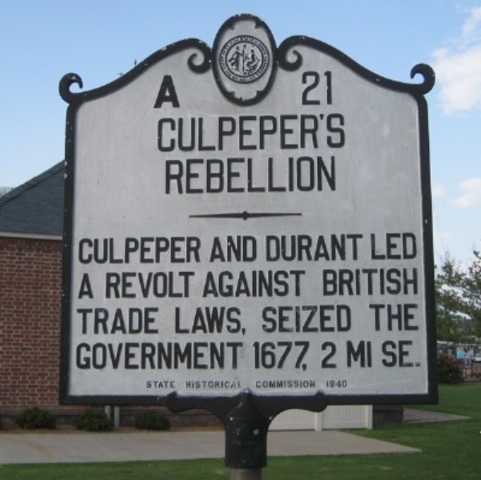 A 21
CULPEPER'S
REBELLION
CULPEPER AND DURANT LED
A REVOLT AGAINST BRITISH
TRADE LAWS, SEIZED THE
GOVERNMENT 1677, 2 MI SE.
STATE HISTORICAL COMMISSION 1940